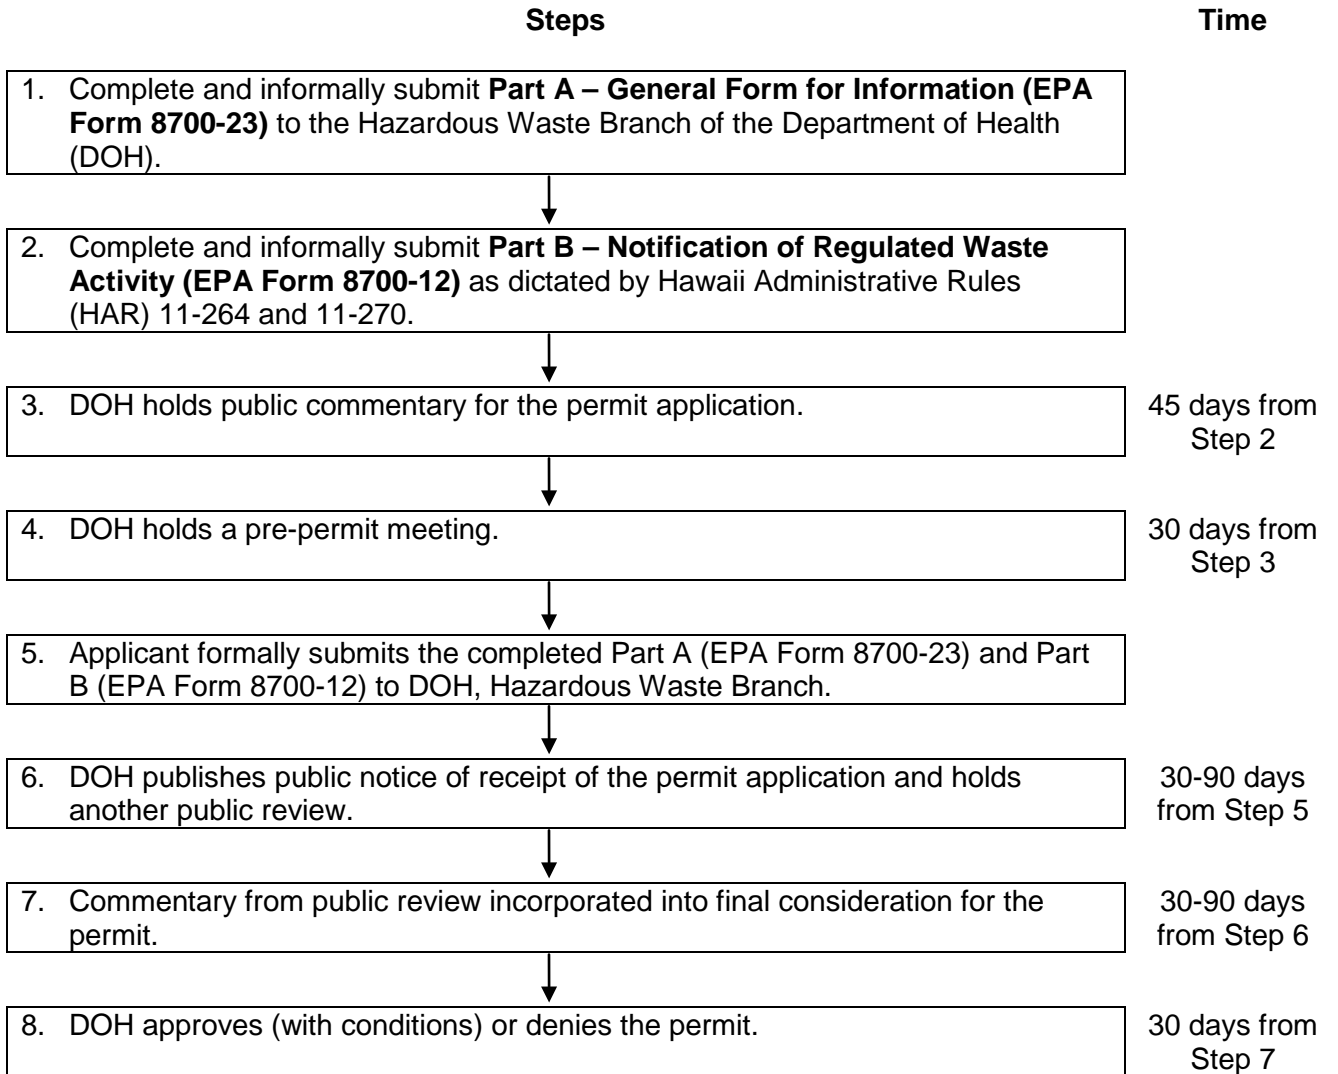 Steps Time
1. Complete and informally submit Part A – General Form for Information (EPA
Form 8700-23) to the Hazardous Waste Branch of the Department of Health
(DOH).
2. Complete and informally submit Part B – Notification of Regulated Waste
Activity (EPA Form 8700-12) as dictated by Hawaii Administrative Rules
(HAR) 11-264 and 11-270.
3. DOH holds public commentary for the permit application.
45 days from
Step 2
4. DOH holds a pre-permit meeting.
30 days from
Step 3
5. Applicant formally submits the completed Part A (EPA Form 8700-23) and Part
B (EPA Form 8700-12) to DOH, Hazardous Waste Branch.
6. DOH publishes public notice of receipt of the permit application and holds
another public review.
30-90 days
from Step 5
7. Commentary from public review incorporated into final consideration for the
permit.
30-90 days
from Step 6
8. DOH approves (with conditions) or denies the permit.
30 days from
Step 7